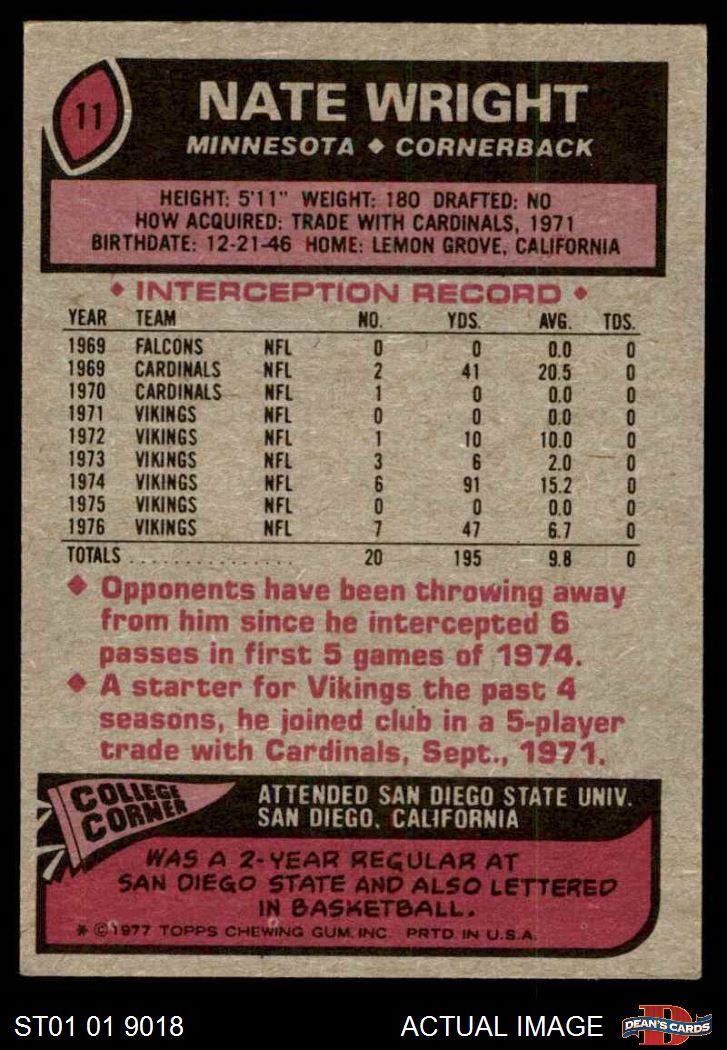 11
NATE WRIGHT
MINNESOTA ◆ CORNERBACK
HEIGHT: 5'11" WEIGHT: 180 DRAFTED: NO
HOW ACQUIRED: TRADE WITH CARDINALS, 1971
BIRTHDATE: 12-21-46 HOME: LEMON GROVE, CALIFORNIA
◆ INTERCEPTION RECORD ◆
YEAR TEAM NO. YDS. AVG. TDS.
1969 FALCONS NFL 0 0 0.0 0
1969 CARDINALS NFL 2 41 20.5 0
1970 CARDINALS NFL 1 0 0.0 0
1971 VIKINGS NFL 0 0 0.0 0
1972 VIKINGS NFL 1 10 10.0 0
1973 VIKINGS NFL 3 6 2.0 0
1974 VIKINGS NFL 6 91 15.2 0
1975 VIKINGS NFL 0 0 0.0 0
1976 VIKINGS NFL 7 47 6.7 0
TOTALS . . . . . . . . . . . . . . . 20 195 9.8 0
◆ Opponents have been throwing away
from him since he intercepted 6
passes in first 5 games of 1974.
◆ A starter for Vikings the past 4
seasons, he joined club in a 5-player
trade with Cardinals, Sept., 1971.
COLLEGE
CORNER
ATTENDED SAN DIEGO STATE UNIV.
SAN DIEGO, CALIFORNIA
WAS A 2-YEAR REGULAR AT
SAN DIEGO STATE AND ALSO LETTERED
IN BASKETBALL.
* © 1977 TOPPS CHEWING GUM, INC. PRTD. IN U.S.A.
ST01 01 9018
ACTUAL IMAGE
D
DEAN'S CARDS